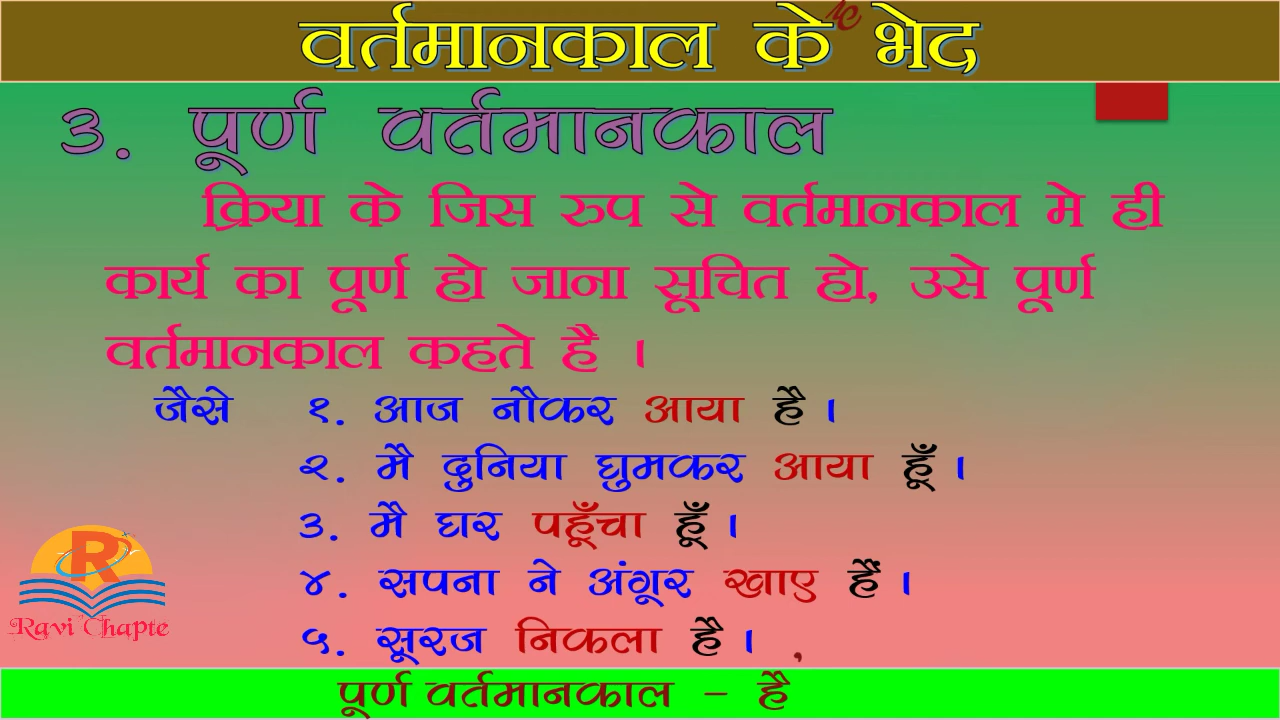 वर्तमानकाल के भेद
३. पूर्ण वर्तमानकाल
क्रिया के जिस रुप से वर्तमानकाल मे ही
कार्य का पूर्ण हो जाना सूचित हो, उसे पूर्ण
वर्तमानकाल कहते है ।
जैसे १. आज नौकर आया है ।
२. मै दुनिया घुमकर आया हूँ ।
३. मै घर पहूँचा हूँ ।
४. सपना ने अंगूर खाए हैं ।
५. सूरज निकला है । ,
Ravi Chapte
पूर्ण वर्तमानकाल - है